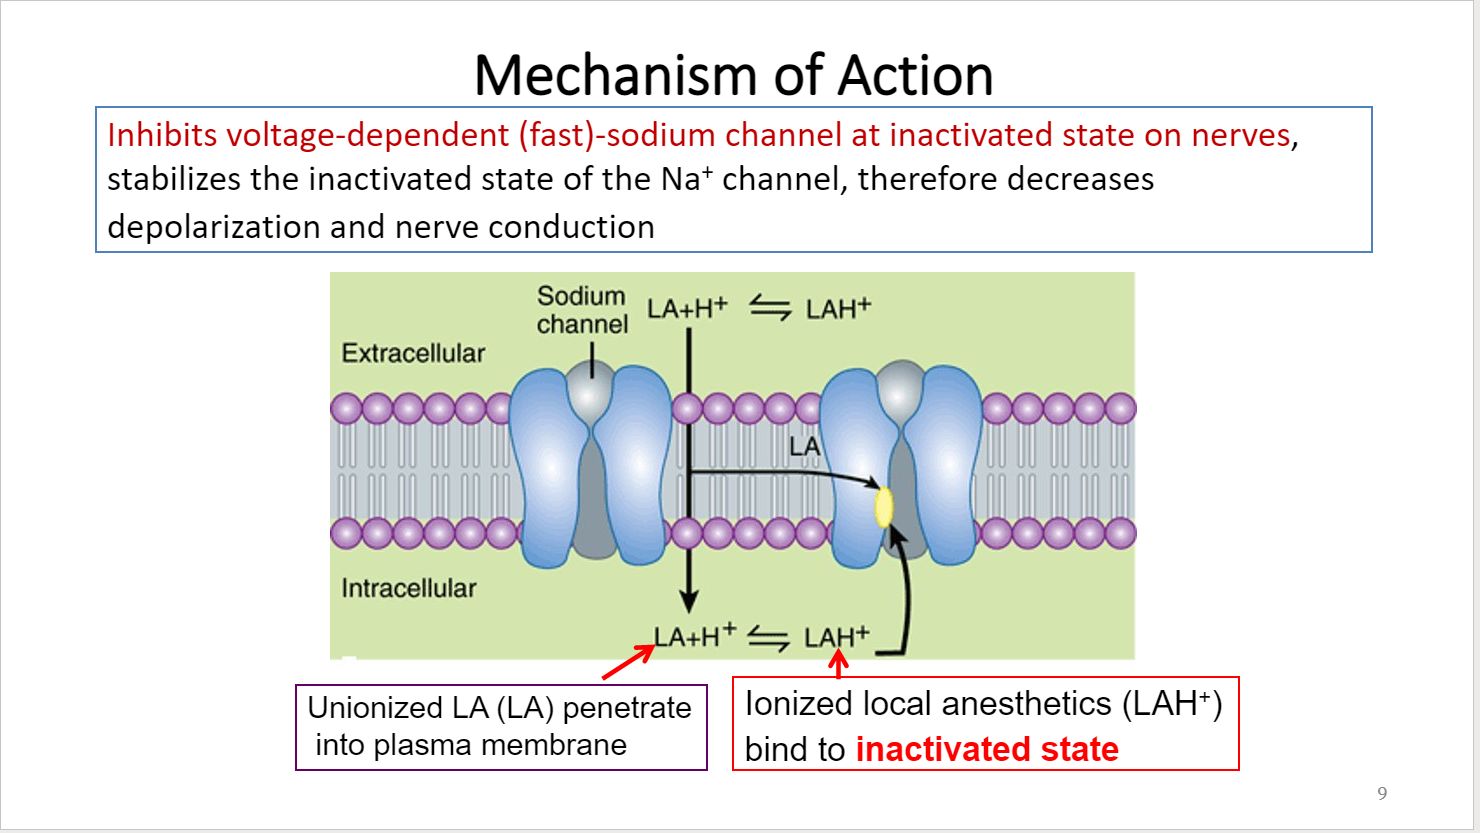 Mechanism of Action
Inhibits voltage-dependent (fast)-sodium channel at inactivated state on nerves,
stabilizes the inactivated state of the Na⁺ channel, therefore decreases
depolarization and nerve conduction
Sodium
channel
LA+H⁺ ⇌ LAH⁺
Extracellular
LA
Intracellular
LA+H⁺ ⇌ LAH⁺
Unionized LA (LA) penetrate
into plasma membrane
Ionized local anesthetics (LAH⁺)
bind to inactivated state
9